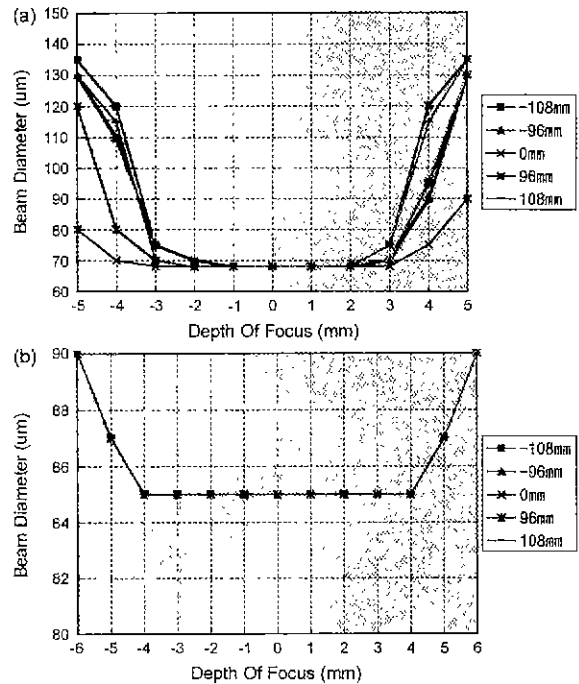 (a)
150
140
130
120
110
100
90
80
70
60
Beam Diameter (um)
-5 -4 -3 -2 -1 0 1 2 3 4 5
Depth Of Focus (mm)
-108mm
-96mm
0mm
96mm
108mm
(b)
90
88
86
84
82
80
Beam Diameter (um)
-6 -5 -4 -3 -2 -1 0 1 2 3 4 5 6
Depth Of Focus (mm)
-108mm
-96mm
0mm
96mm
108mm